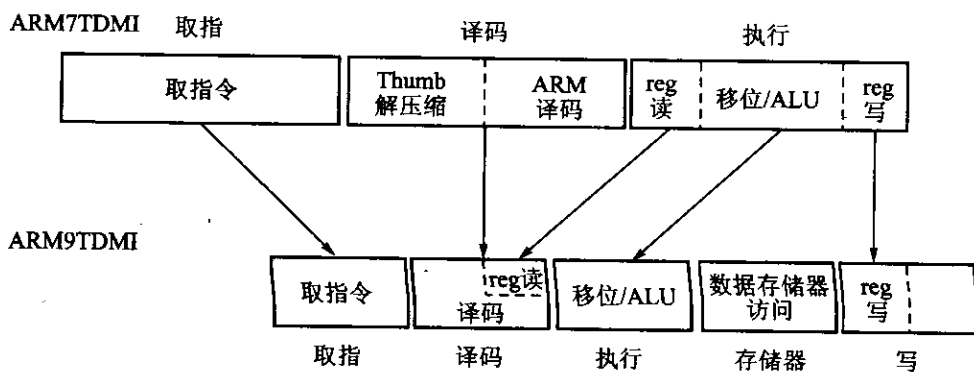 ARM7TDMI 取指 译码 执行
取指令
Thumb
解压缩
ARM
译码
reg
读
移位/ALU
reg
写
ARM9TDMI
取指令
reg读
译码
移位/ALU
数据存储器
访问
reg
写
取指 译码 执行 存储器 写